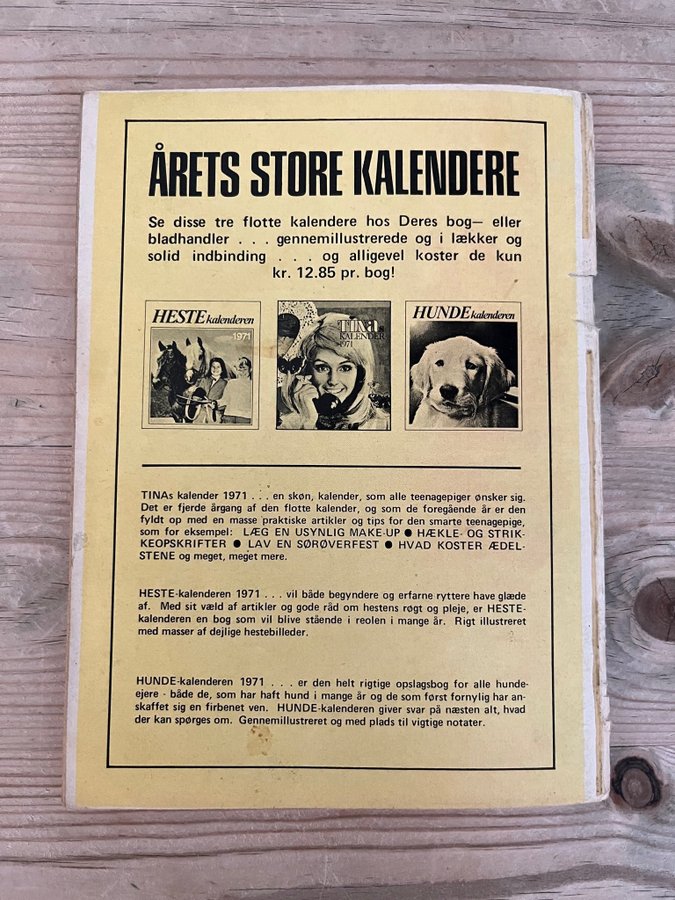 ÅRETS STORE KALENDERE
Se disse tre flotte kalendere hos Deres bog— eller
bladhandler . . . gennemillustrerede og i lækker og
solid indbinding . . . og alligevel koster de kun
kr. 12.85 pr. bog!
HESTEkalenderen
1971
TINAs
KALENDER
1971
HUNDEkalenderen
TINAs kalender 1971 . . . en skøn, kalender, som alle teenagepiger ønsker sig.
Det er fjerde årgang af den flotte kalender, og som de foregående år er den
fyldt op med en masse praktiske artikler og tips for den smarte teenagepige,
som for eksempel: LÆG EN USYNLIG MAKE-UP ● HÆKLE- OG STRIK-
KEOPSKRIFTER ● LAV EN SØRØVERFEST ● HVAD KOSTER ÆDEL-
STENE og meget, meget mere.
HESTE-kalenderen 1971 . . . vil både begyndere og erfarne ryttere have glæde
af. Med sit væld af artikler og gode råd om hestens røgt og pleje, er HESTE-
kalenderen en bog som vil blive stående i reolen i mange år. Rigt illustreret
med masser af dejlige hestebilleder.
HUNDE-kalenderen 1971 . . . er den helt rigtige opslagsbog for alle hunde-
ejere - både de, som har haft hund i mange år og de som først fornylig har an-
skaffet sig en firbenet ven. HUNDE-kalenderen giver svar på næsten alt, hvad
der kan spørges om. Gennemillustreret og med plads til vigtige notater.